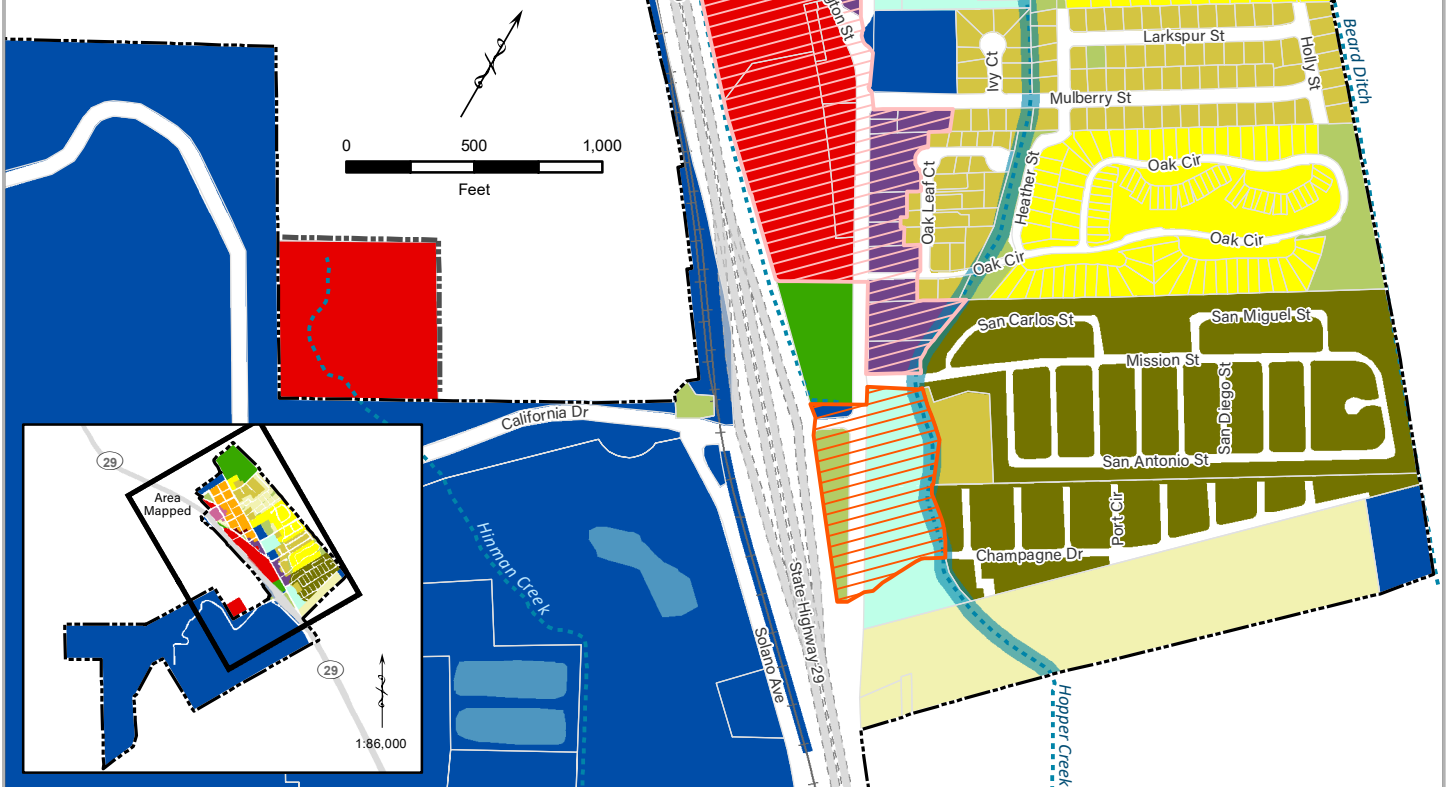 gton St
Larkspur St
Holly St
Beard Ditch
Ivy Ct
Mulberry St
0 500 1,000
Feet
Oak Leaf Ct
Heather St
Oak Cir
Oak Cir
Oak Cir
San Carlos St
San Miguel St
Mission St
San Diego St
San Antonio St
California Dr
Port Cir
Champagne Dr
29
Area
Mapped
29
1:86,000
Hinman Creek
State Highway 29
Solano Ave
Hopper Creek